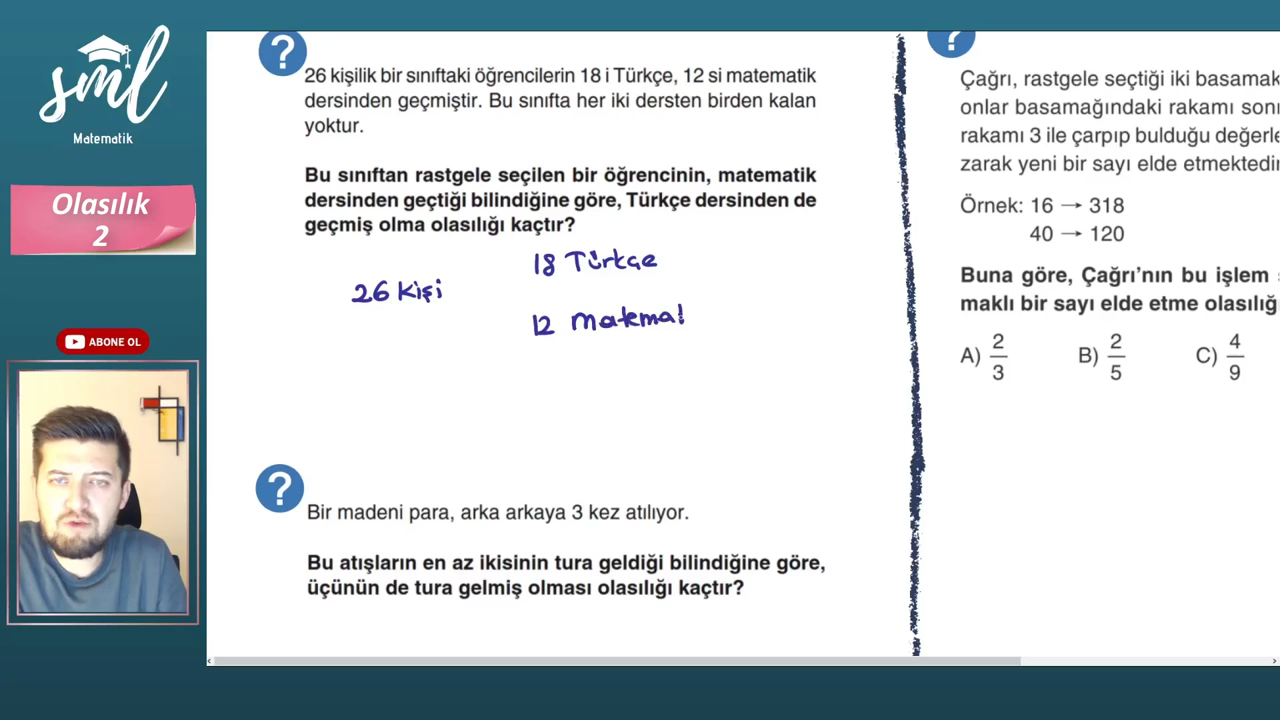 sml
Matematik
Olasılık
2
ABONE OL
?
26 kişilik bir sınıftaki öğrencilerin 18 i Türkçe, 12 si matematik
dersinden geçmiştir. Bu sınıfta her iki dersten birden kalan
yoktur.
Bu sınıftan rastgele seçilen bir öğrencinin, matematik
dersinden geçtiği bilindiğine göre, Türkçe dersinden de
geçmiş olma olasılığı kaçtır?
18 Türkçe
26 Kişi
12 Matemat
?
Bir madeni para, arka arkaya 3 kez atılıyor.
Bu atışların en az ikisinin tura geldiği bilindiğine göre,
üçünün de tura gelmiş olması olasılığı kaçtır?
?
Çağrı, rastgele seçtiği iki basamak
onlar basamağındaki rakamı sonı
rakamı 3 ile çarpıp bulduğu değerle
zarak yeni bir sayı elde etmektedir
Örnek: 16 → 318
40 → 120
Buna göre, Çağrı'nın bu işlem s
maklı bir sayı elde etme olasılığı
A) 2/3 B) 2/5 C) 4/9